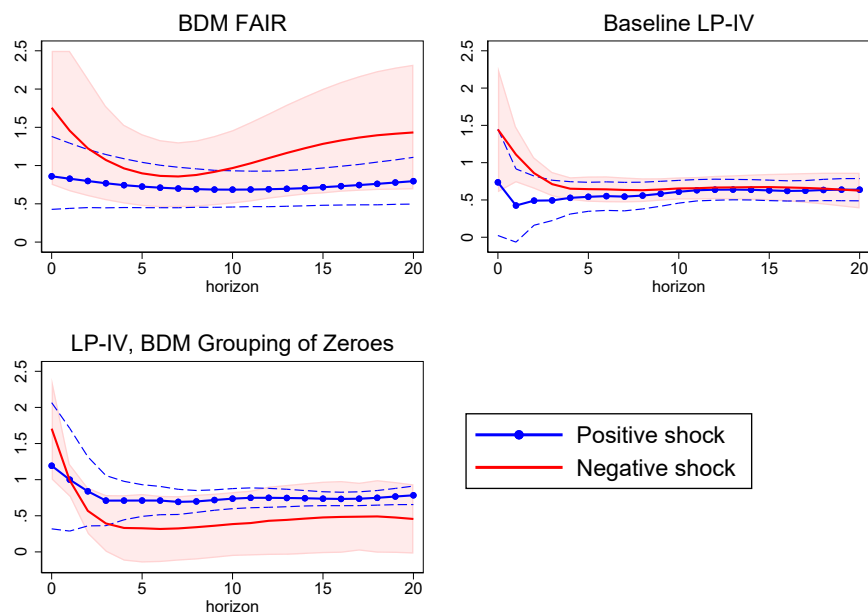 BDM FAIR
2.5
2
1.5
1
.5
0
0 5 10 15 20
horizon
Baseline LP-IV
2.5
2
1.5
1
.5
0
0 5 10 15 20
horizon
LP-IV, BDM Grouping of Zeroes
2.5
2
1.5
1
.5
0
0 5 10 15 20
horizon
Positive shock
Negative shock